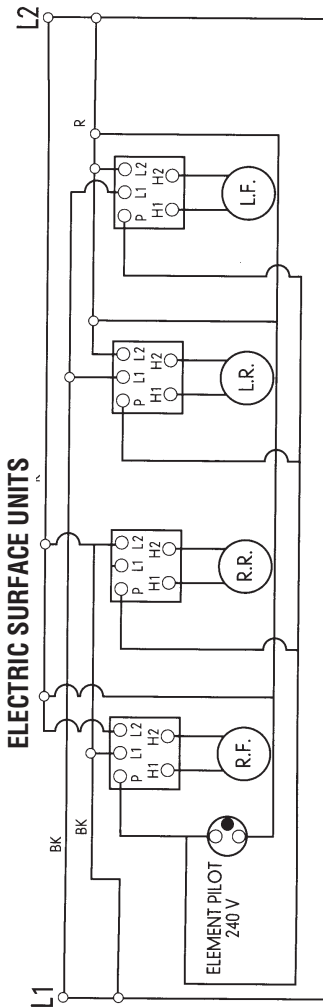 ELECTRIC SURFACE UNITS
L1
L2
BK
BK
R
P L1 L2
H1 H2
R.F.
P L1 L2
H1 H2
R.R.
P L1 L2
H1 H2
L.R.
P L1 L2
H1 H2
L.F.
ELEMENT PILOT
240 V